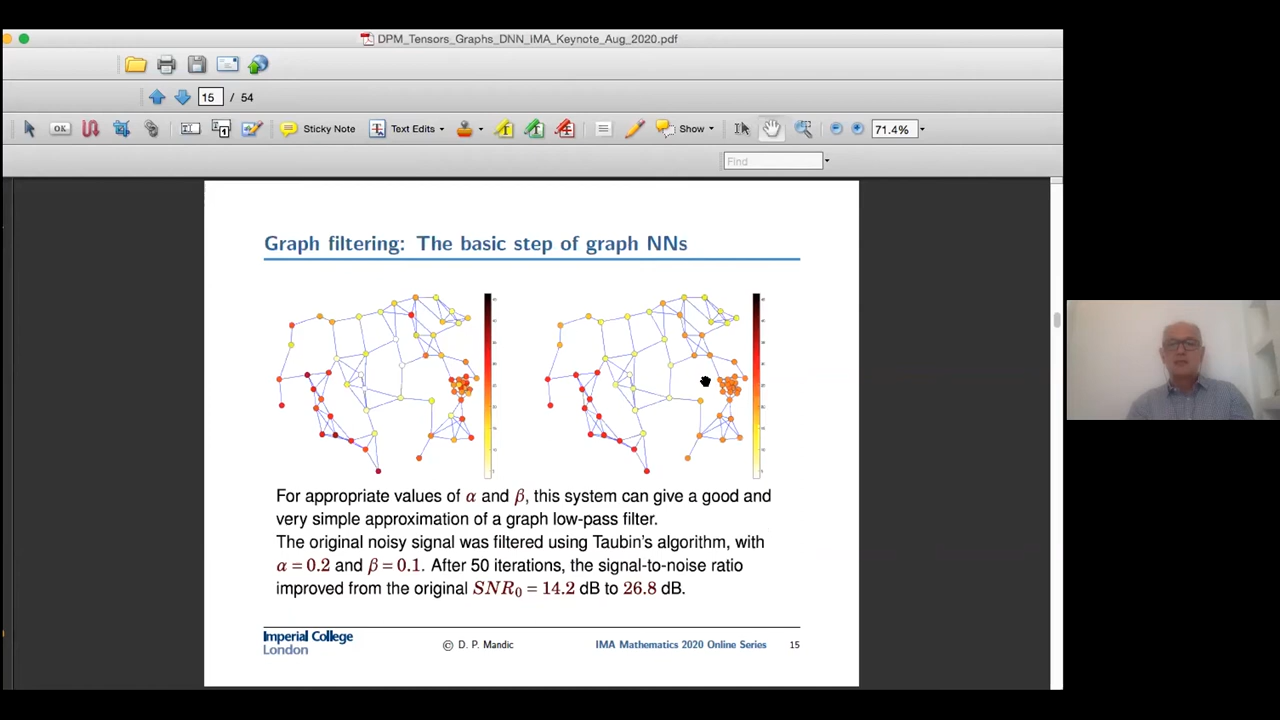 DPM_Tensors_Graphs_DNN_IMA_Keynote_Aug_2020.pdf
15 / 54
OK Sticky Note Text Edits Show 71.4%
Find
Graph filtering: The basic step of graph NNs
For appropriate values of α and β, this system can give a good and
very simple approximation of a graph low-pass filter.
The original noisy signal was filtered using Taubin's algorithm, with
α = 0.2 and β = 0.1. After 50 iterations, the signal-to-noise ratio
improved from the original SNR₀ = 14.2 dB to 26.8 dB.
Imperial College
London
© D. P. Mandic
IMA Mathematics 2020 Online Series 15